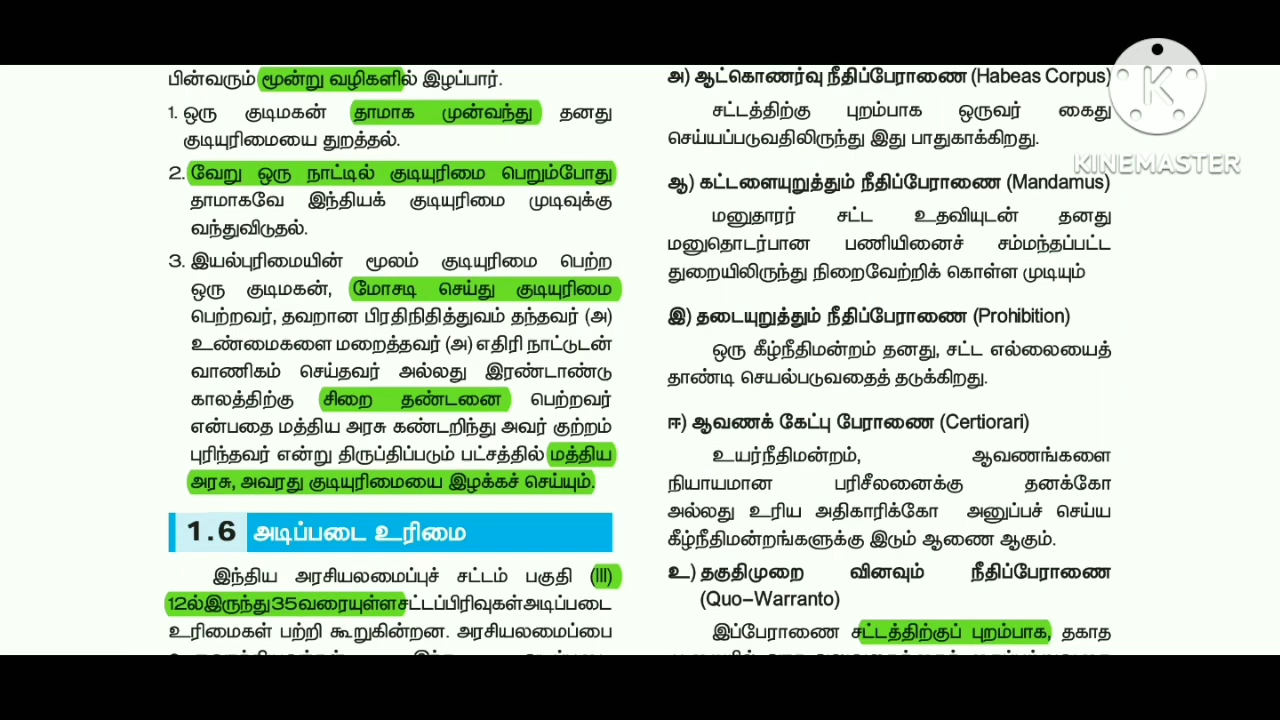 பின்வரும் மூன்று வழிகளில் இழப்பார்.
1. ஒரு குடிமகன் தாமாக முன்வந்து தனது
குடியுரிமையை துறத்தல்.
2. வேறு ஒரு நாட்டில் குடியுரிமை பெறும்போது
தாமாகவே இந்தியக் குடியுரிமை முடிவுக்கு
வந்துவிடுதல்.
3. இயல்புரிமையின் மூலம் குடியுரிமை பெற்ற
ஒரு குடிமகன், மோசடி செய்து குடியுரிமை
பெற்றவர், தவறான பிரதிநிதித்துவம் தந்தவர் (அ)
உண்மைகளை மறைத்தவர் (அ) எதிரி நாட்டுடன்
வாணிகம் செய்தவர் அல்லது இரண்டாண்டு
காலத்திற்கு சிறை தண்டனை பெற்றவர்
என்பதை மத்திய அரசு கண்டறிந்து அவர் குற்றம்
புரிந்தவர் என்று திருப்திப்படும் பட்சத்தில் மத்திய
அரசு, அவரது குடியுரிமையை இழக்கச் செய்யும்.
1.6 அடிப்படை உரிமை
இந்திய அரசியலமைப்புச் சட்டம் பகுதி (III)
12ல்இருந்து35வரையுள்ளசட்டப்பிரிவுகள்அடிப்படை
உரிமைகள் பற்றி கூறுகின்றன. அரசியலமைப்பை
அ) ஆட்கொணர்வு நீதிப்பேராணை (Habeas Corpus)
சட்டத்திற்கு புறம்பாக ஒருவர் கைது
செய்யப்படுவதிலிருந்து இது பாதுகாக்கிறது.
ஆ) கட்டளையுறுத்தும் நீதிப்பேராணை (Mandamus)
மனுதாரர் சட்ட உதவியுடன் தனது
மனுதொடர்பான பணியினைச் சம்மந்தப்பட்ட
துறையிலிருந்து நிறைவேற்றிக் கொள்ள முடியும்
இ) தடையுறுத்தும் நீதிப்பேராணை (Prohibition)
ஒரு கீழ்நீதிமன்றம் தனது, சட்ட எல்லையைத்
தாண்டி செயல்படுவதைத் தடுக்கிறது.
ஈ) ஆவணக் கேட்பு பேராணை (Certiorari)
உயர்நீதிமன்றம், ஆவணங்களை
நியாயமான பரிசீலனைக்கு தனக்கோ
அல்லது உரிய அதிகாரிக்கோ அனுப்பச் செய்ய
கீழ்நீதிமன்றங்களுக்கு இடும் ஆணை ஆகும்.
உ) தகுதிமுறை வினவும் நீதிப்பேராணை
(Quo–Warranto)
இப்பேராணை சட்டத்திற்குப் புறம்பாக, தகாத
K
KINEMASTER